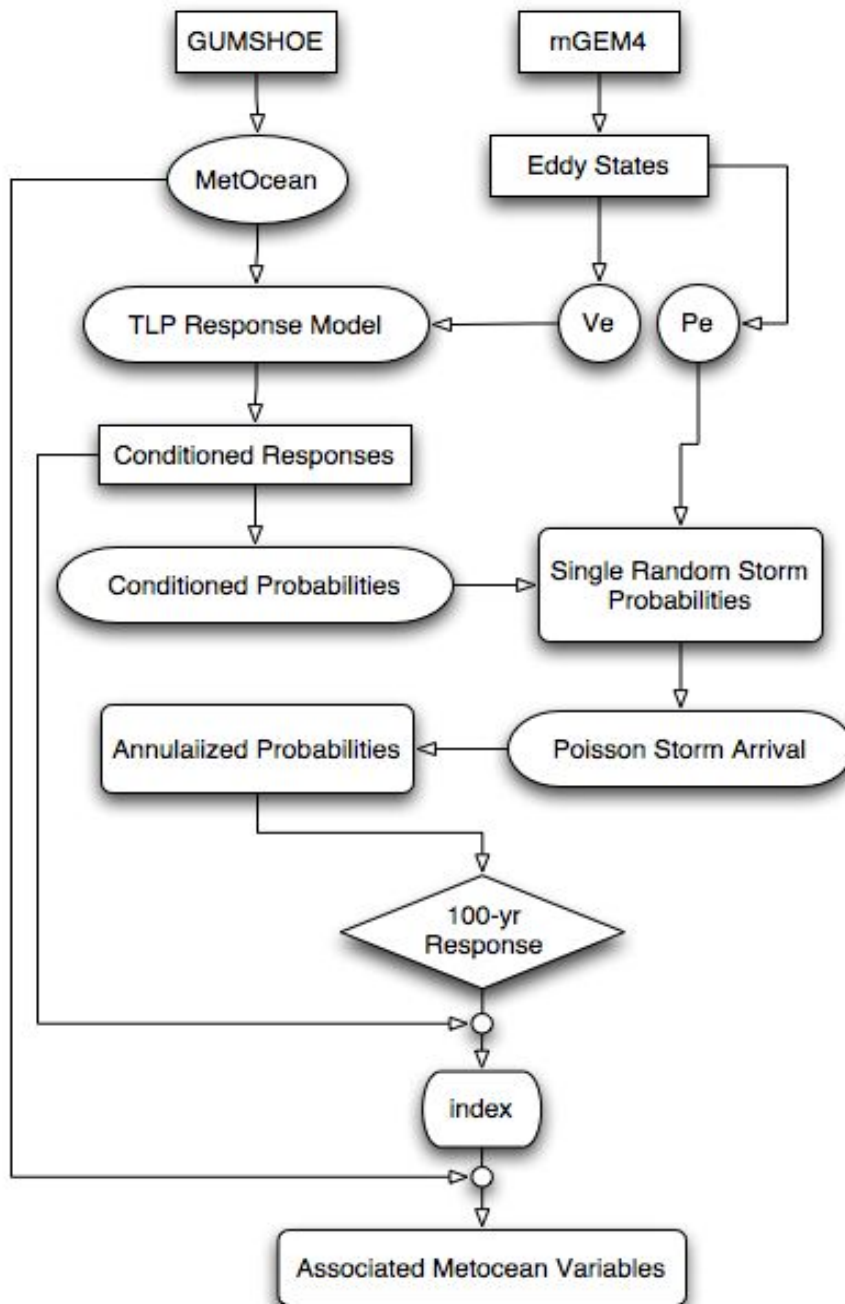 GUMSHOE
mGEM4
MetOcean
Eddy States
TLP Response Model
Ve
Pe
Conditioned Responses
Conditioned Probabilities
Single Random Storm
Probabilities
Annulaiized Probabilities
Poisson Storm Arrival
100-yr
Response
index
Associated Metocean Variables